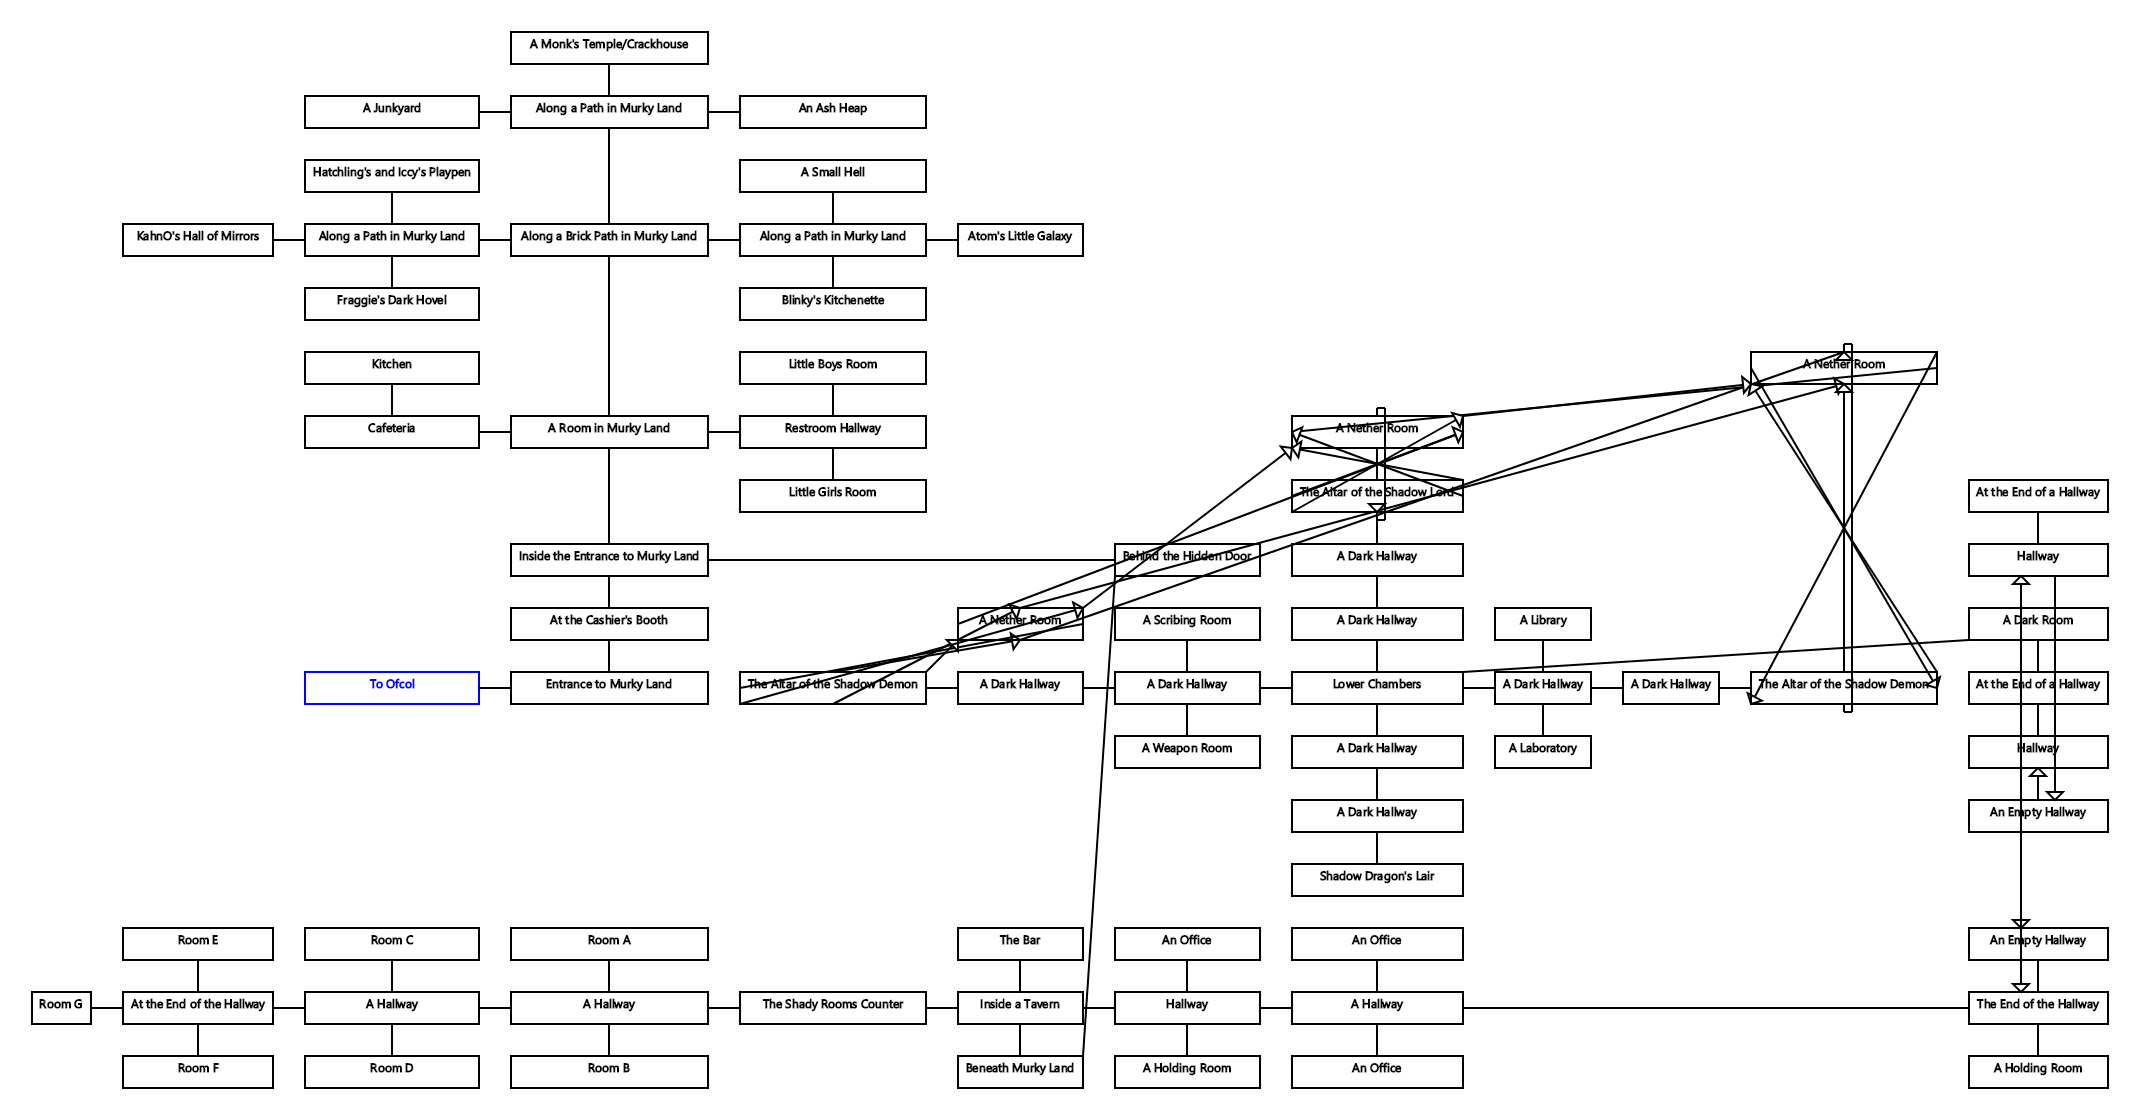 A Monk's Temple/Crackhouse
A Junkyard
Along a Path in Murky Land
An Ash Heap
Hatchling's and Iccy's Playpen
A Small Hell
KahnO's Hall of Mirrors
Along a Path in Murky Land
Along a Brick Path in Murky Land
Along a Path in Murky Land
Atom's Little Galaxy
Fraggie's Dark Hovel
Blinky's Kitchenette
Kitchen
Little Boys Room
A Nether Room
Cafeteria
A Room in Murky Land
Restroom Hallway
A Nether Room
Little Girls Room
The Altar of the Shadow Lord
At the End of a Hallway
Inside the Entrance to Murky Land
Behind the Hidden Door
A Dark Hallway
Hallway
At the Cashier's Booth
A Nether Room
A Scribing Room
A Dark Hallway
A Library
A Dark Room
To Ofcol
Entrance to Murky Land
The Altar of the Shadow Demon
A Dark Hallway
A Dark Hallway
Lower Chambers
A Dark Hallway
A Dark Hallway
The Altar of the Shadow Demon
At the End of a Hallway
A Weapon Room
A Dark Hallway
A Laboratory
Hallway
A Dark Hallway
An Empty Hallway
Shadow Dragon's Lair
Room E
Room C
Room A
The Bar
An Office
An Office
An Empty Hallway
Room G
At the End of the Hallway
A Hallway
A Hallway
The Shady Rooms Counter
Inside a Tavern
Hallway
A Hallway
The End of the Hallway
Room F
Room D
Room B
Beneath Murky Land
A Holding Room
An Office
A Holding Room